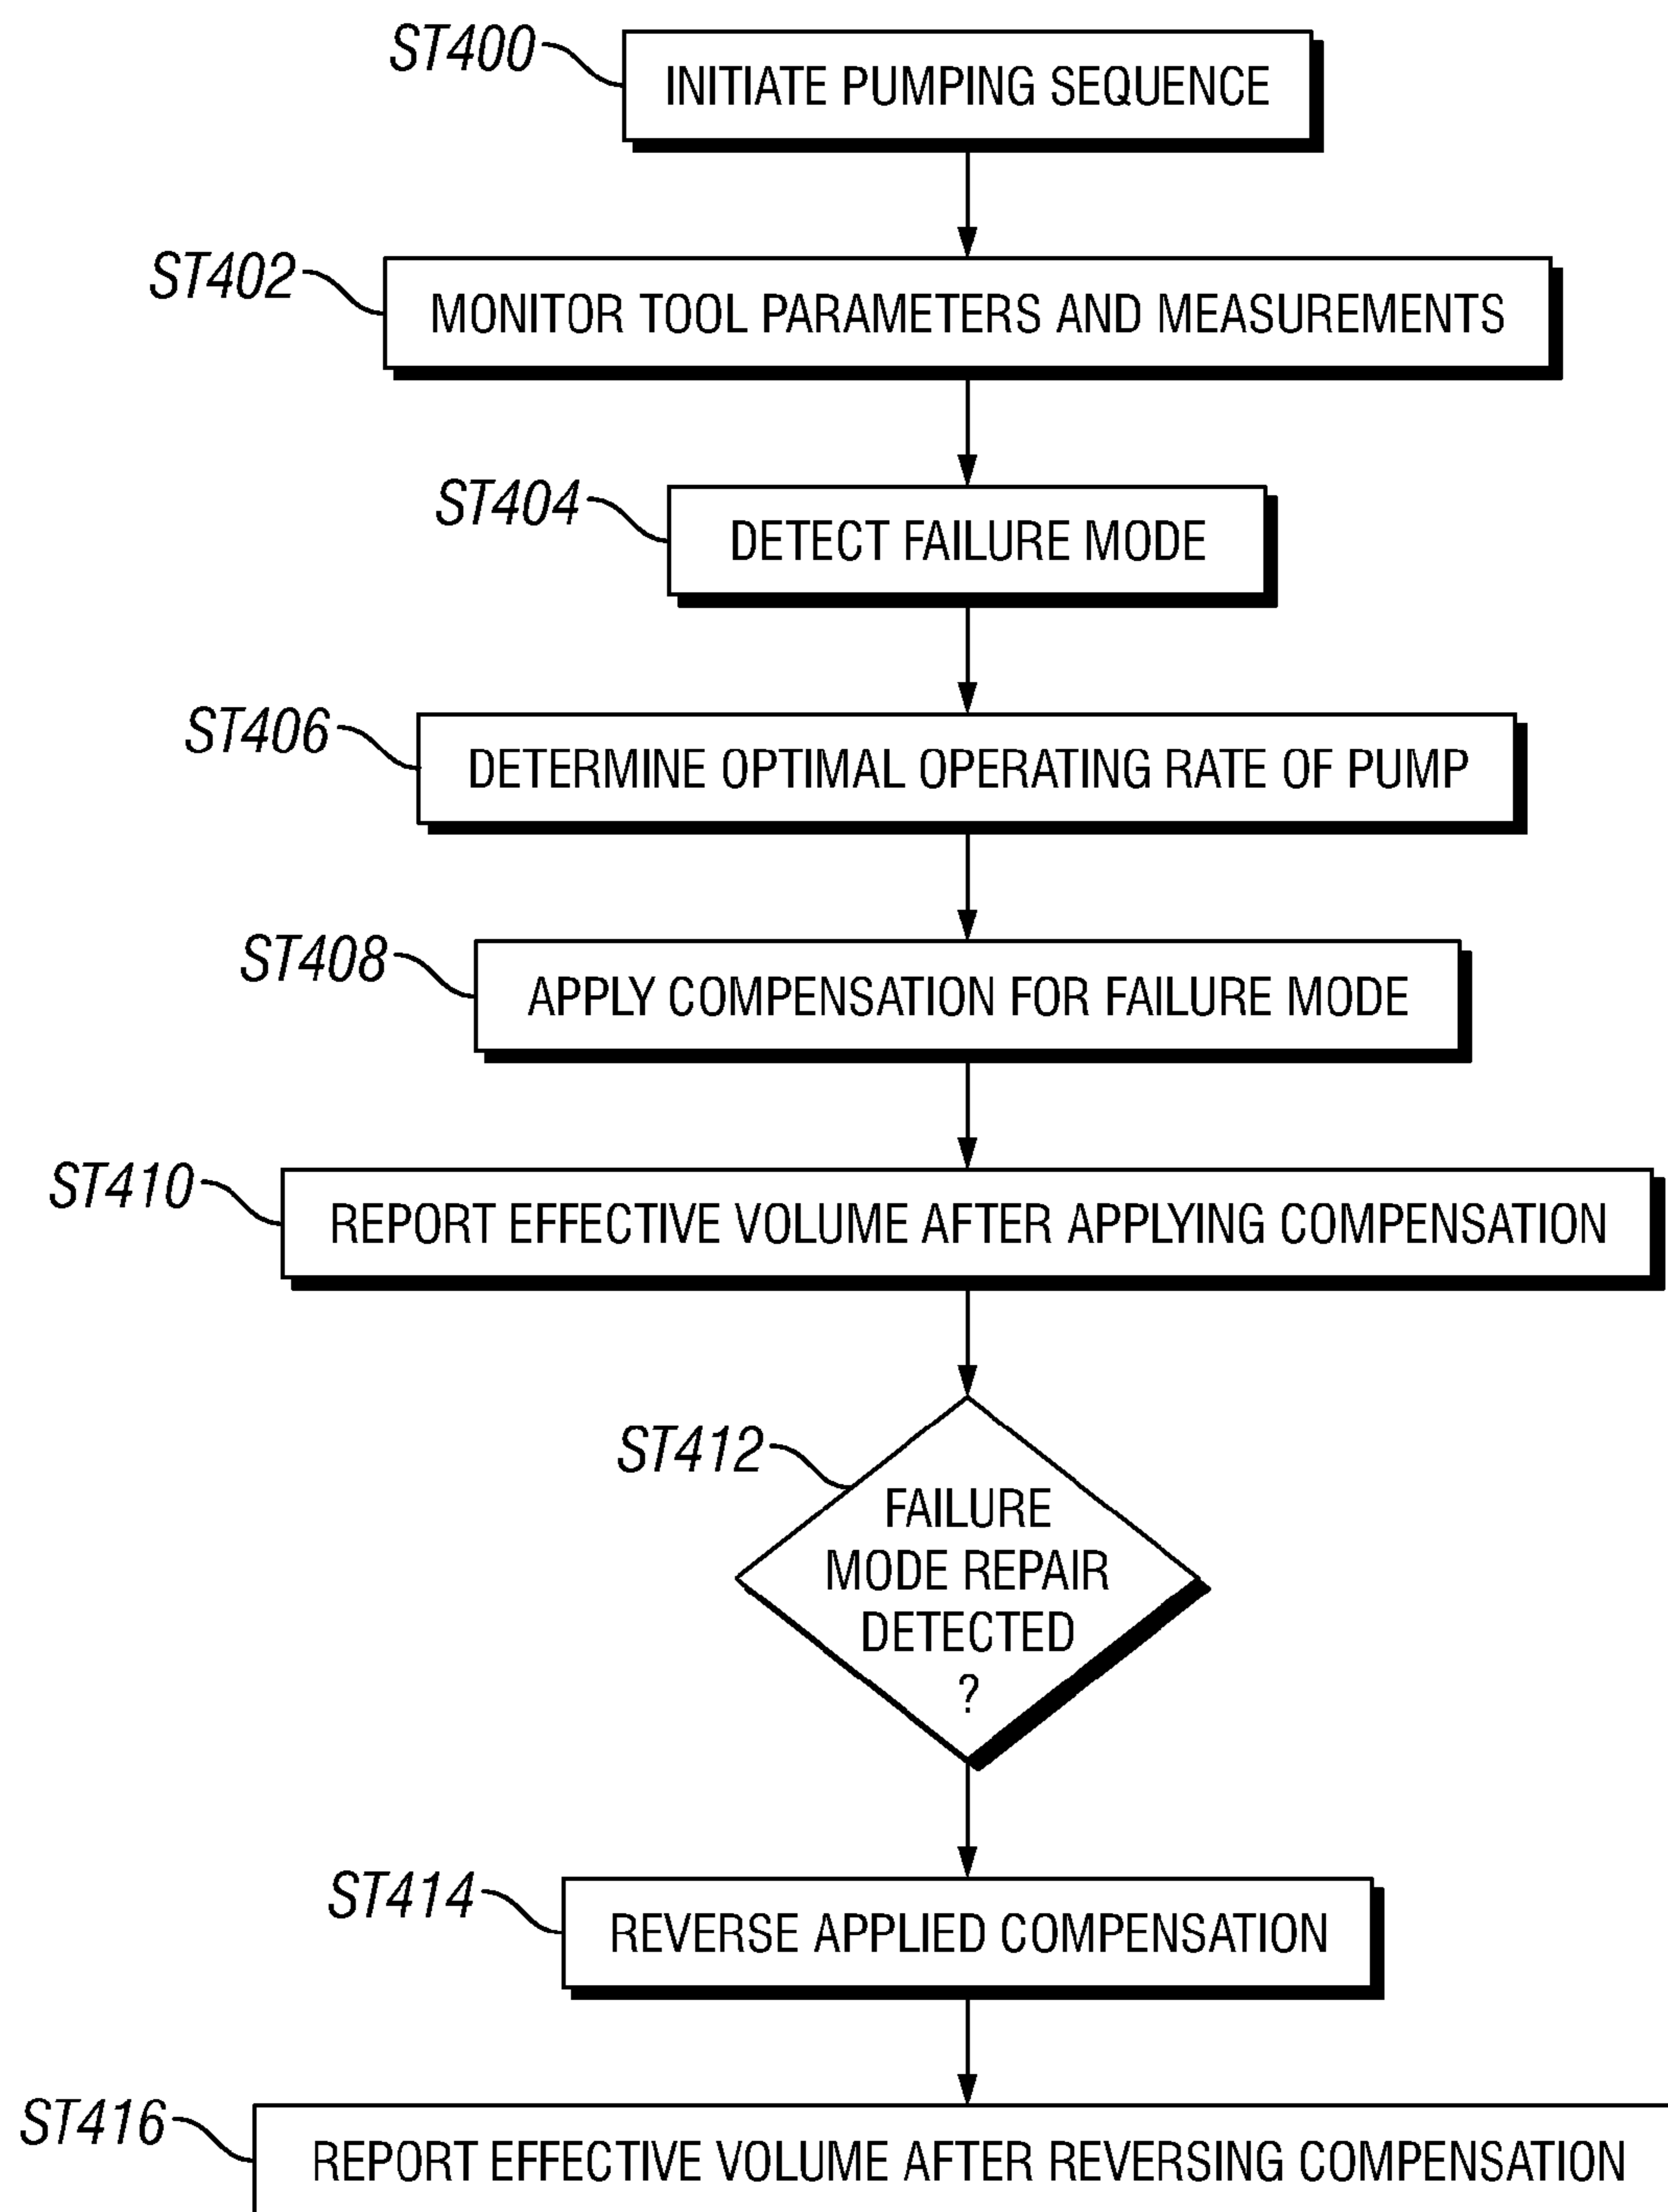 ST400
INITIATE PUMPING SEQUENCE
ST402
MONITOR TOOL PARAMETERS AND MEASUREMENTS
ST404
DETECT FAILURE MODE
ST406
DETERMINE OPTIMAL OPERATING RATE OF PUMP
ST408
APPLY COMPENSATION FOR FAILURE MODE
ST410
REPORT EFFECTIVE VOLUME AFTER APPLYING COMPENSATION
ST412
FAILURE
MODE REPAIR
DETECTED
?
ST414
REVERSE APPLIED COMPENSATION
ST416
REPORT EFFECTIVE VOLUME AFTER REVERSING COMPENSATION